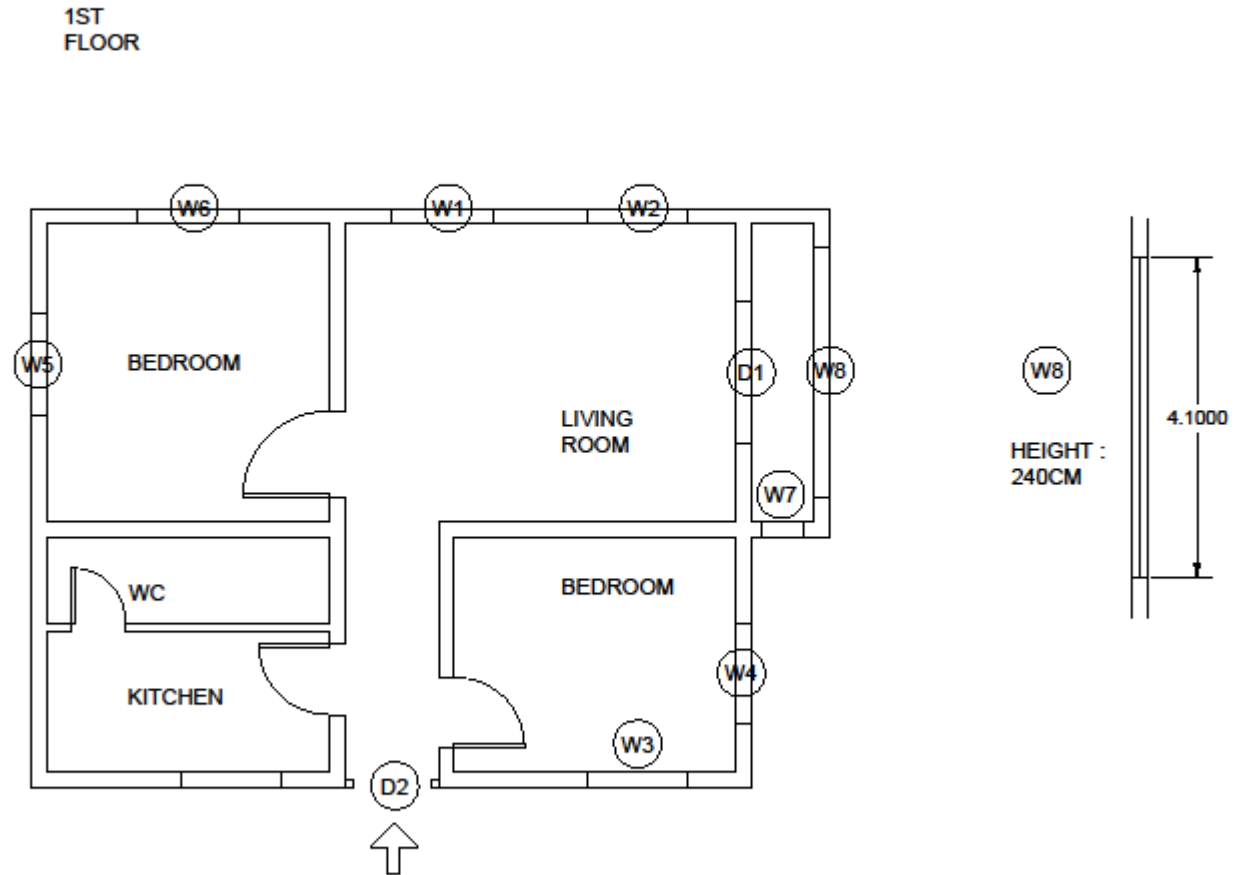 1ST
FLOOR
W6
W1
W2
W5
BEDROOM
D1
W8
LIVING
ROOM
W7
WC
BEDROOM
KITCHEN
W4
W3
D2
W8
4.1000
HEIGHT :
240CM